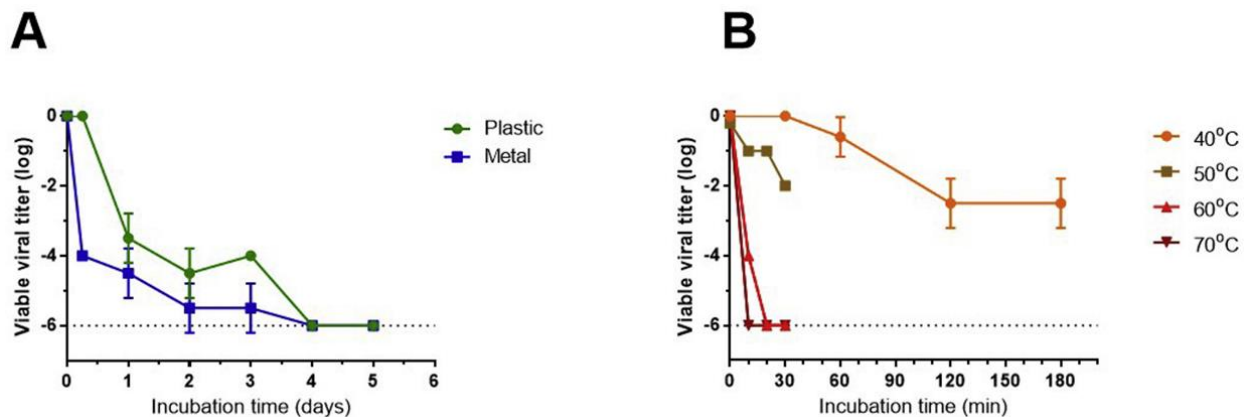 A
Viable viral titer (log)
0
-2
-4
-6
0 1 2 3 4 5 6
Incubation time (days)
Plastic
Metal
B
Viable viral titer (log)
0
-2
-4
-6
0 30 60 90 120 150 180
Incubation time (min)
40°C
50°C
60°C
70°C